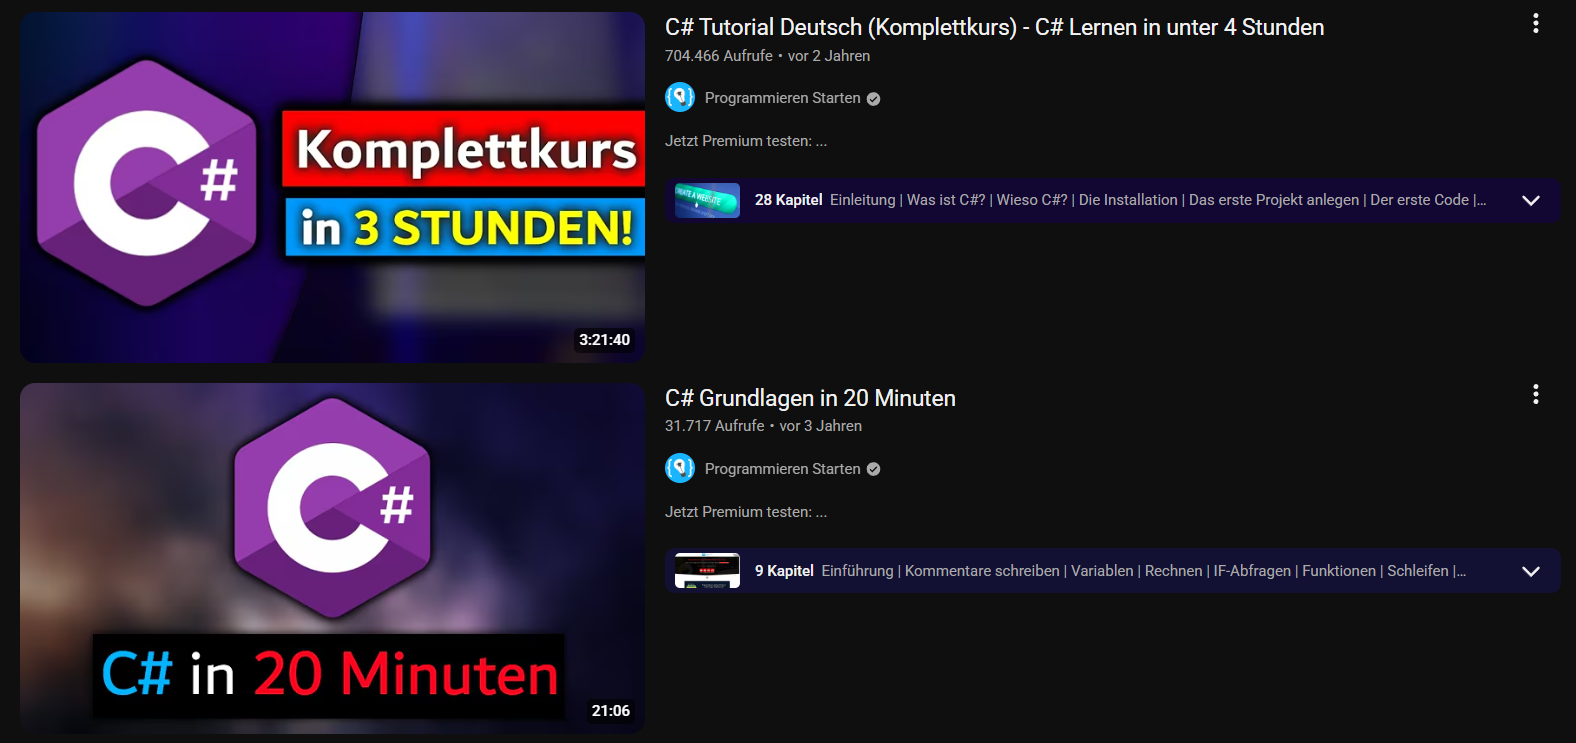 C#
Komplettkurs
in 3 STUNDEN!
3:21:40
C# Tutorial Deutsch (Komplettkurs) - C# Lernen in unter 4 Stunden
704.466 Aufrufe • vor 2 Jahren
Programmieren Starten
Jetzt Premium testen: ...
CREATE A WEBSITE
28 Kapitel Einleitung | Was ist C#? | Wieso C#? | Die Installation | Das erste Projekt anlegen | Der erste Code |...
C#
C# in 20 Minuten
21:06
C# Grundlagen in 20 Minuten
31.717 Aufrufe • vor 3 Jahren
Programmieren Starten
Jetzt Premium testen: ...
9 Kapitel Einführung | Kommentare schreiben | Variablen | Rechnen | IF-Abfragen | Funktionen | Schleifen |...